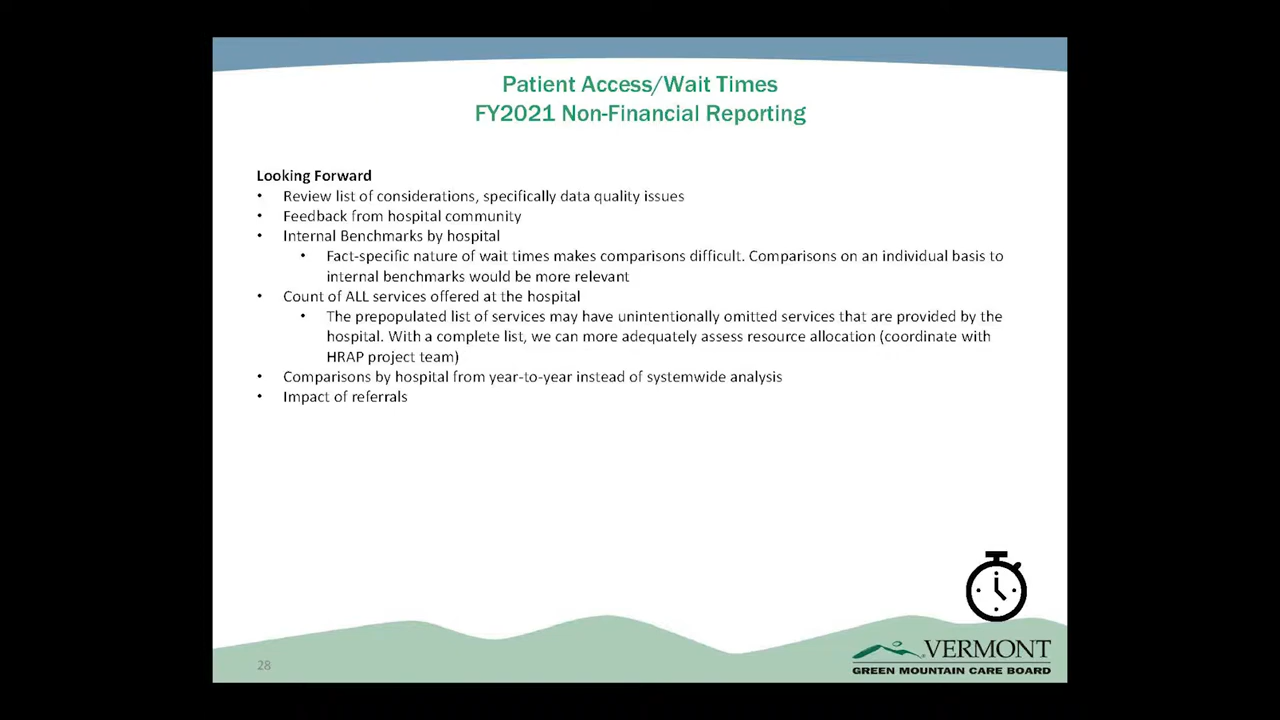 Patient Access/Wait Times
FY2021 Non-Financial Reporting
Looking Forward
• Review list of considerations, specifically data quality issues
• Feedback from hospital community
• Internal Benchmarks by hospital
• Fact-specific nature of wait times makes comparisons difficult. Comparisons on an individual basis to
internal benchmarks would be more relevant
• Count of ALL services offered at the hospital
• The prepopulated list of services may have unintentionally omitted services that are provided by the
hospital. With a complete list, we can more adequately assess resource allocation (coordinate with
HRAP project team)
• Comparisons by hospital from year-to-year instead of systemwide analysis
• Impact of referrals
28
VERMONT
GREEN MOUNTAIN CARE BOARD